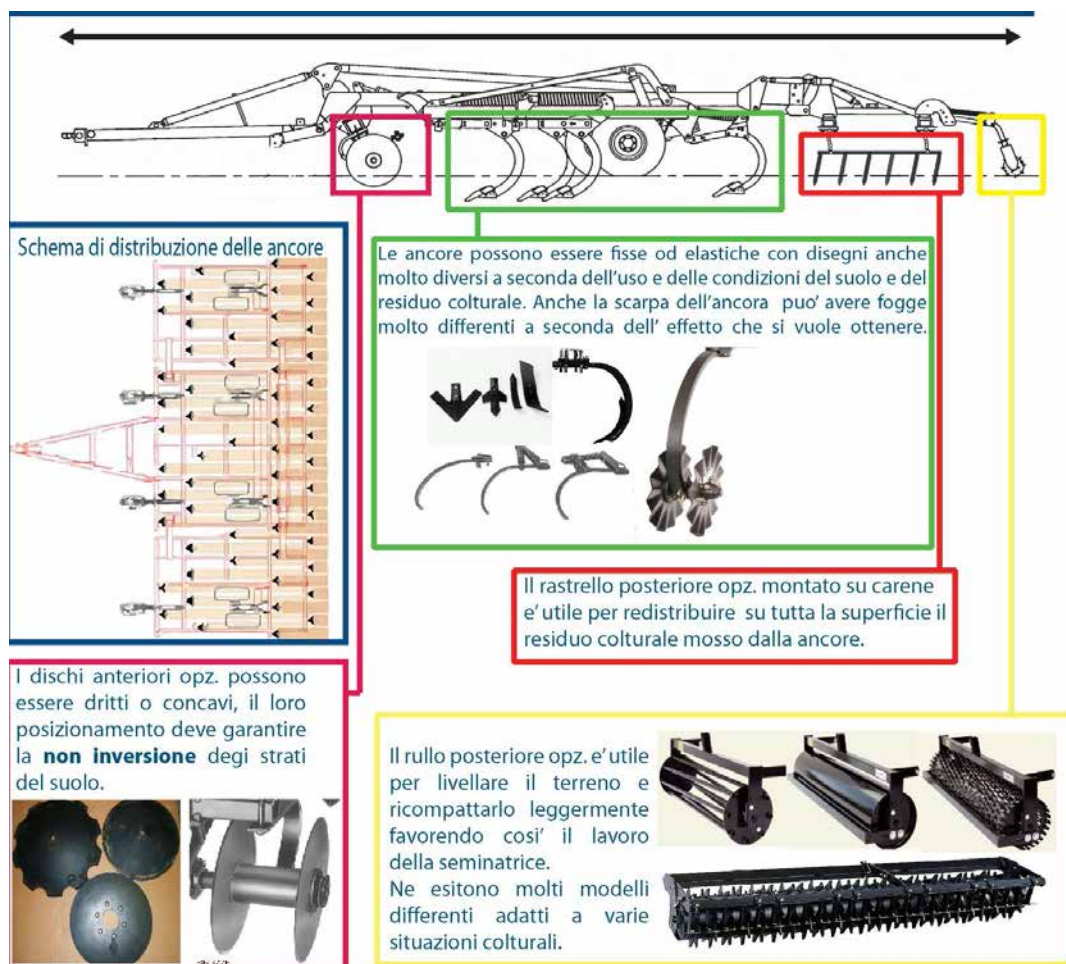 Schema di distribuzione delle ancore
Le ancore possono essere fisse od elastiche con disegni anche
molto diversi a seconda dell'uso e delle condizioni del suolo e del
residuo colturale. Anche la scarpa dell'ancora puo' avere fogge
molto differenti a seconda dell' effetto che si vuole ottenere.
Il rastrello posteriore opz. montato su carene
e' utile per redistribuire su tutta la superficie il
residuo colturale mosso dalla ancore.
I dischi anteriori opz. possono
essere dritti o concavi, il loro
posizionamento deve garantire
la non inversione degi strati
del suolo.
Il rullo posteriore opz. e' utile
per livellare il terreno e
ricompattarlo leggermente
favorendo cosi' il lavoro
della seminatrice.
Ne esitono molti modelli
differenti adatti a varie
situazioni colturali.